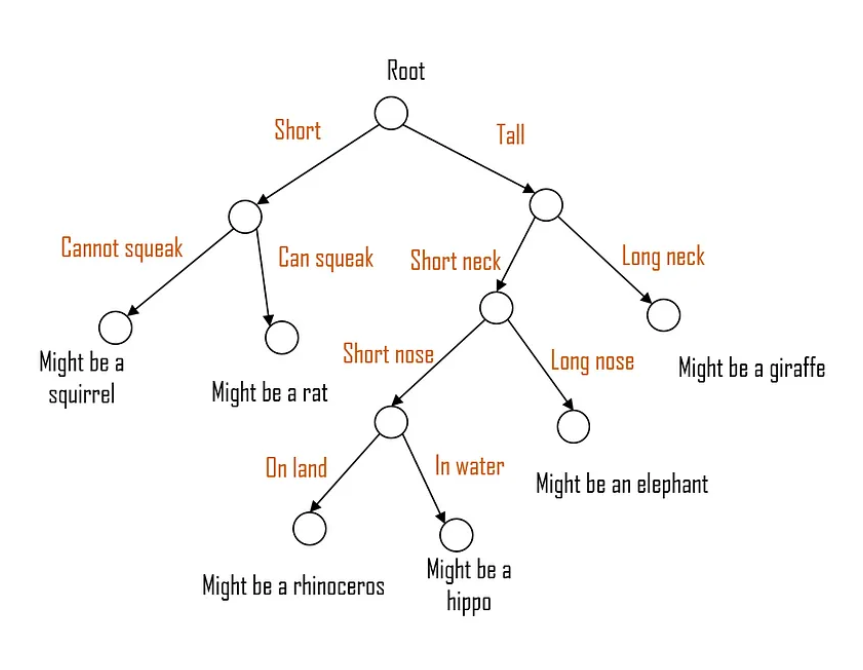 Root
Short
Tall
Cannot squeak
Can squeak
Short neck
Long neck
Might be a
squirrel
Might be a rat
Short nose
Long nose
Might be a giraffe
On land
In water
Might be an elephant
Might be a rhinoceros
Might be a
hippo